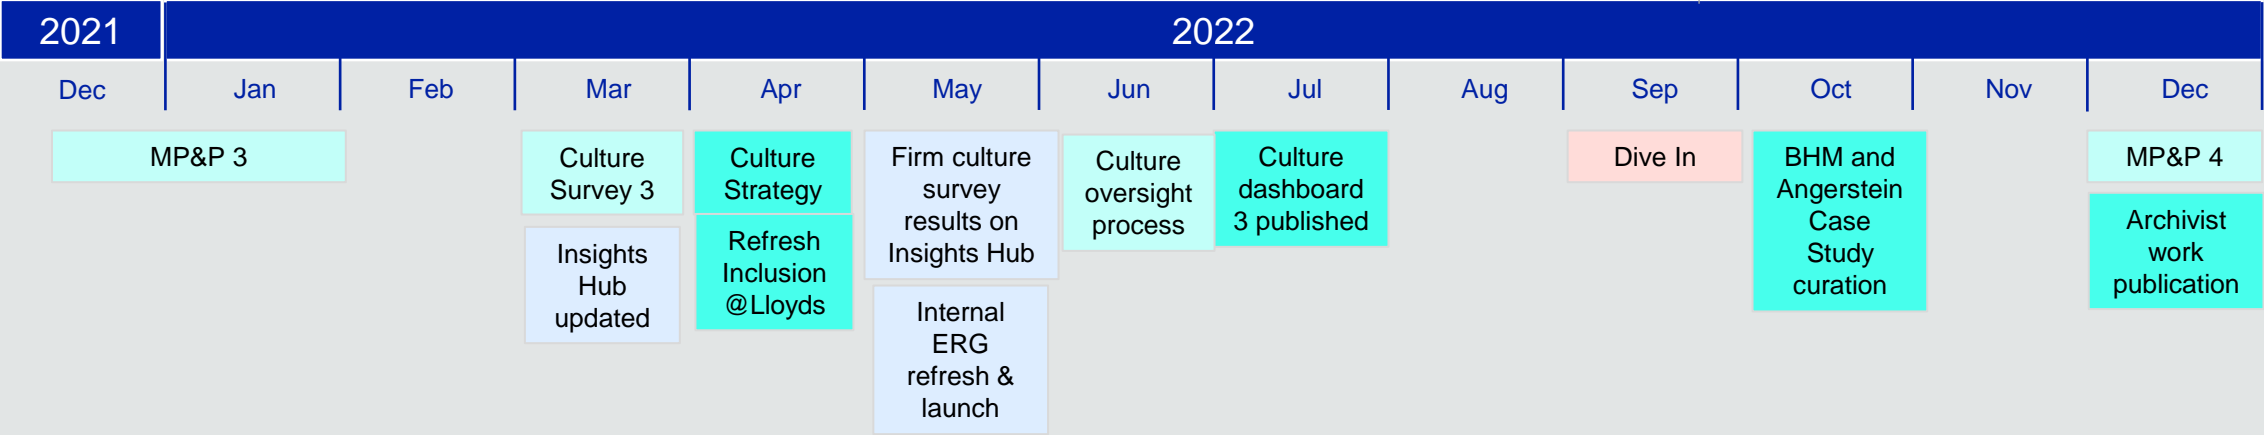 2021
2022
Dec
Jan
Feb
Mar
Apr
May
Jun
Jul
Aug
Sep
Oct
Nov
Dec
MP&P 3
Culture
Survey 3
Insights
Hub
updated
Culture
Strategy
Refresh
Inclusion
@Lloyds
Firm culture
survey
results on
Insights Hub
Internal
ERG
refresh &
launch
Culture
oversight
process
Culture
dashboard
3 published
Dive In
BHM and
Angerstein
Case
Study
curation
MP&P 4
Archivist
work
publication